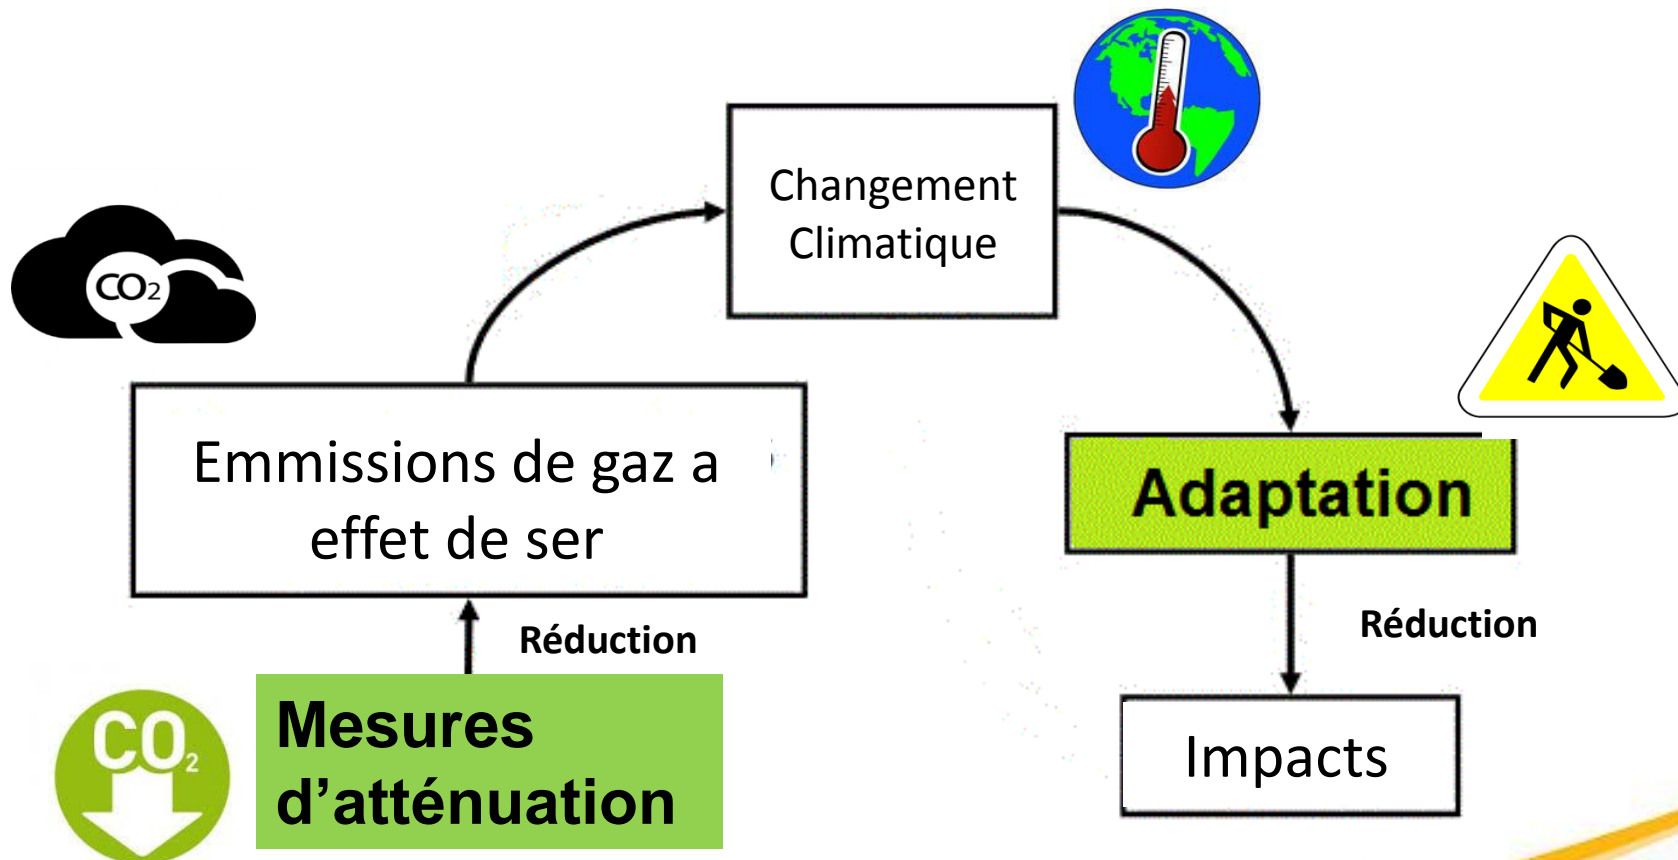 Changement
Climatique
CO2
Emmissions de gaz a
effet de ser
Adaptation
Réduction
Réduction
CO2
Mesures
d’atténuation
Impacts